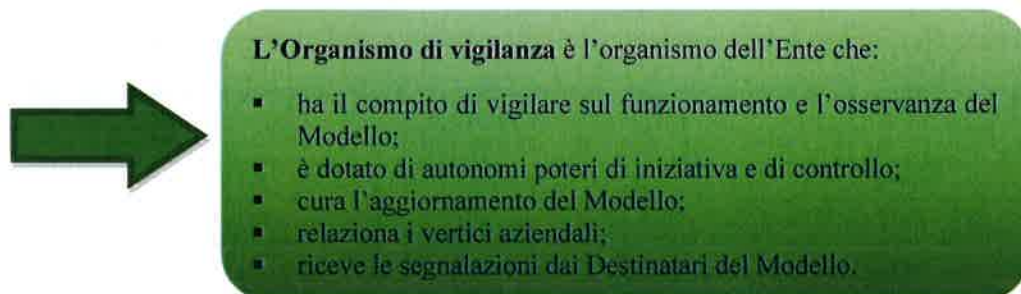 L'Organismo di vigilanza è l'organismo dell'Ente che:
▪ ha il compito di vigilare sul funzionamento e l'osservanza del
Modello;
▪ è dotato di autonomi poteri di iniziativa e di controllo;
▪ cura l'aggiornamento del Modello;
▪ relaziona i vertici aziendali;
▪ riceve le segnalazioni dai Destinatari del Modello.